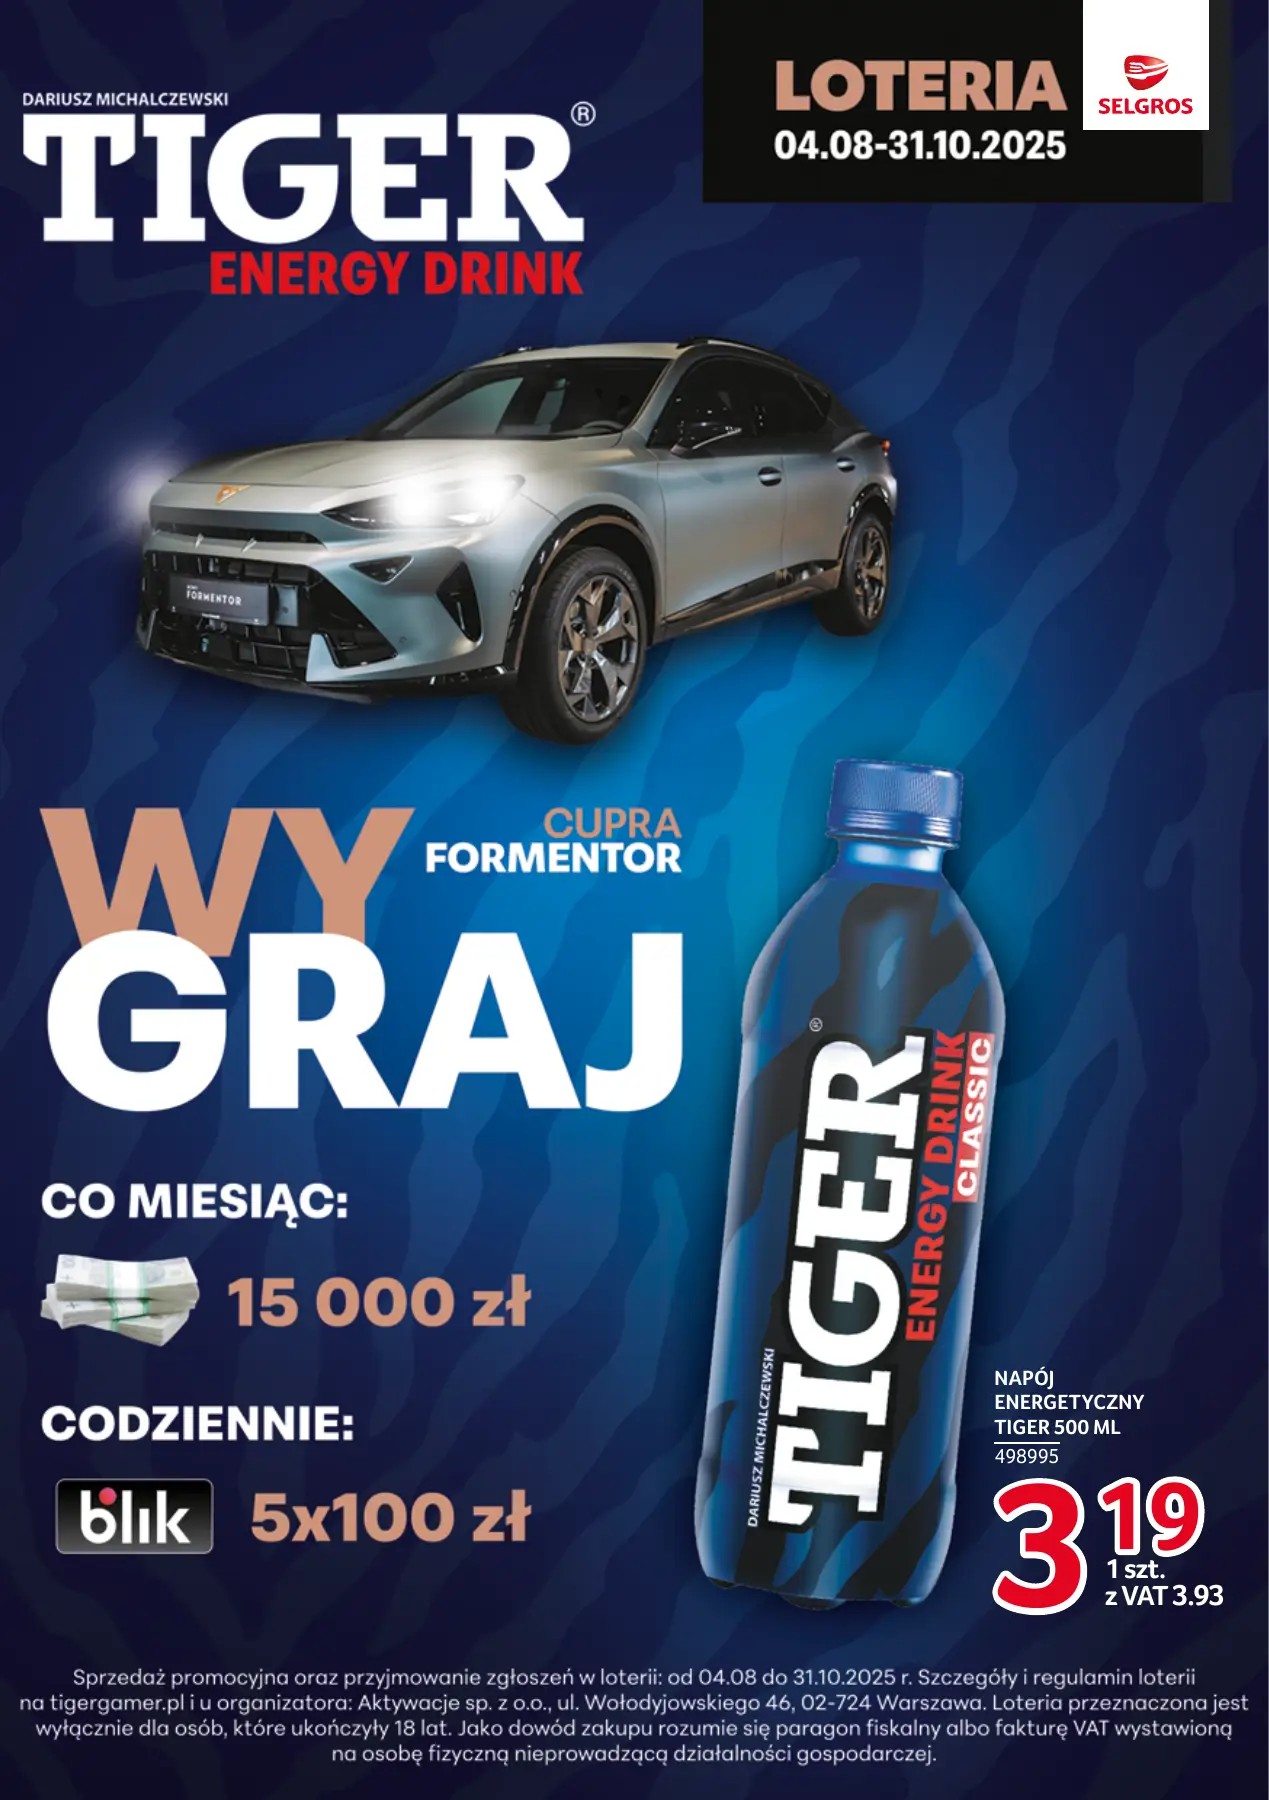 LOTERIA
04.08-31.10.2025
SELGROS
DARIUSZ MICHALCZEWSKI
TIGER®
ENERGY DRINK
FORMENTOR
WY
GRAJ
CUPRA
FORMENTOR
CO MIESIĄC:
15 000 zł
CODZIENNIE:
blik
5x100 zł
DARIUSZ MICHALCZEWSKI
TIGER®
ENERGY DRINK
CLASSIC
NAPÓJ
ENERGETYCZNY
TIGER 500 ML
498995
3 19
1 szt.
z VAT 3.93
Sprzedaż promocyjna oraz przyjmowanie zgłoszeń w loterii: od 04.08 do 31.10.2025 r. Szczegóły i regulamin loterii
na tigergamer.pl i u organizatora: Aktywacje sp. z o.o., ul. Wołodyjowskiego 46, 02-724 Warszawa. Loteria przeznaczona jest
wyłącznie dla osób, które ukończyły 18 lat. Jako dowód zakupu rozumie się paragon fiskalny albo fakturę VAT wystawioną
na osobę fizyczną nieprowadzącą działalności gospodarczej.